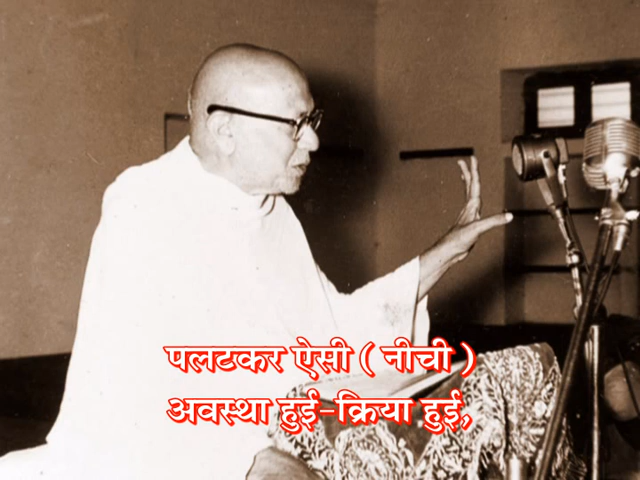 पलटकर ऐसी ( नीची )
अवस्था हुई-क्रिया हुई,